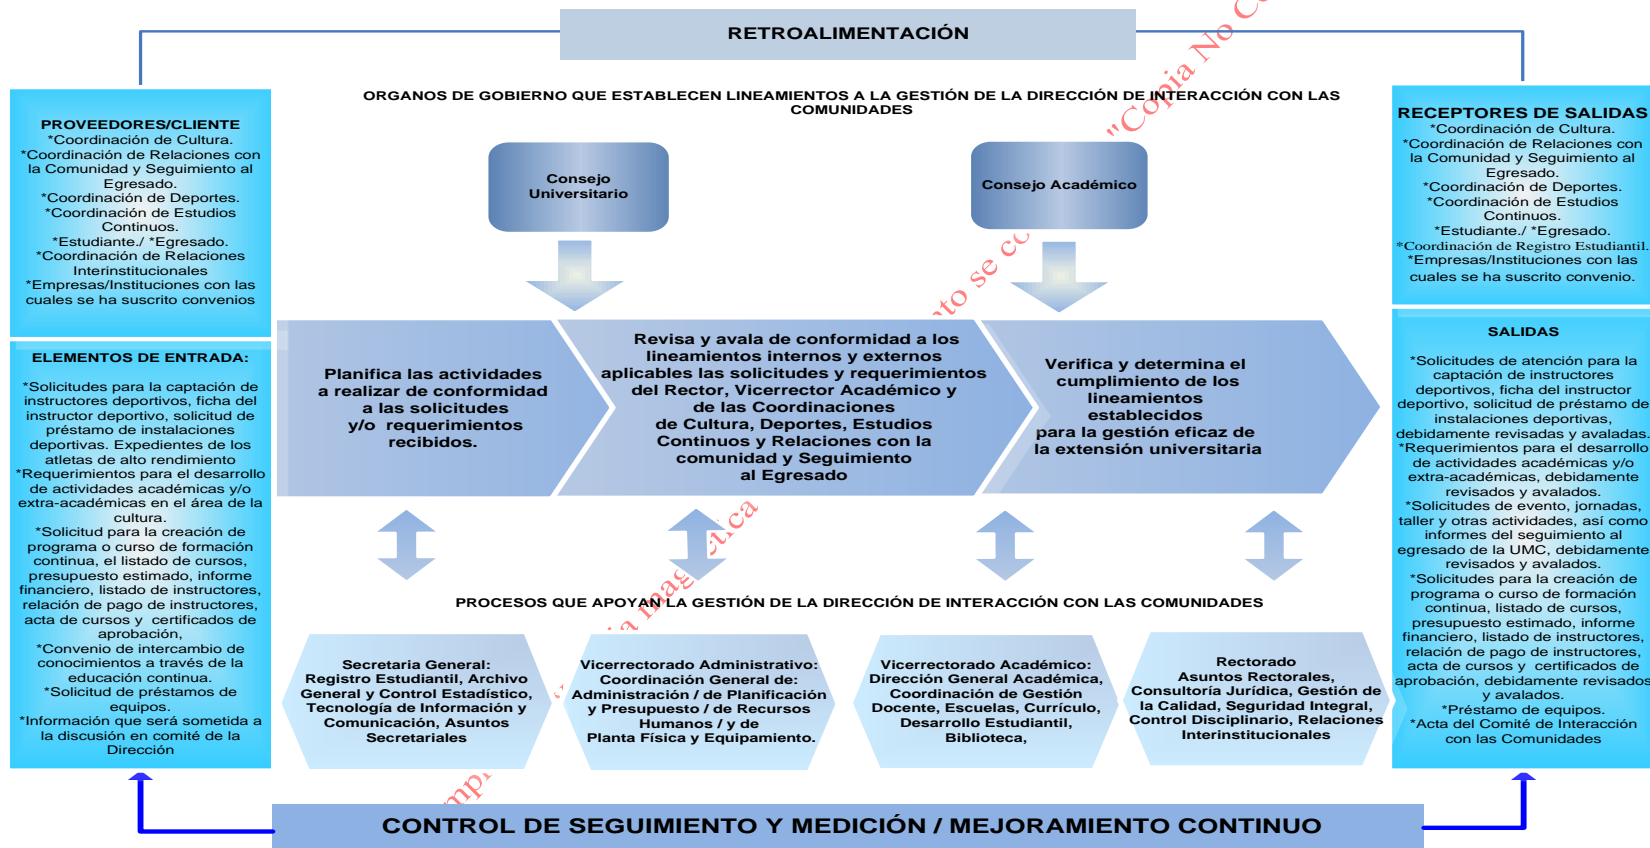 RETROALIMENTACIÓN
ORGANOS DE GOBIERNO QUE ESTABLECEN LINEAMIENTOS A LA GESTIÓN DE LA DIRECCIÓN DE INTERACCIÓN CON LAS
COMUNIDADES
PROVEEDORES/CLIENTE
*Coordinación de Cultura.
*Coordinación de Relaciones con
la Comunidad y Seguimiento al
Egresado.
*Coordinación de Deportes.
*Coordinación de Estudios
Continuos.
*Estudiante./ *Egresado.
*Coordinación de Relaciones
Interinstitucionales
*Empresas/Instituciones con las
cuales se ha suscrito convenios
Consejo
Universitario
Consejo Académico
RECEPTORES DE SALIDAS
*Coordinación de Cultura.
*Coordinación de Relaciones con
la Comunidad y Seguimiento al
Egresado.
*Coordinación de Deportes.
*Coordinación de Estudios
Continuos.
*Estudiante./ *Egresado.
*Coordinación de Registro Estudiantil.
*Empresas/Instituciones con las
cuales se ha suscrito convenio.
ELEMENTOS DE ENTRADA:
*Solicitudes para la captación de
instructores deportivos, ficha del
instructor deportivo, solicitud de
préstamo de instalaciones
deportivas. Expedientes de los
atletas de alto rendimiento
*Requerimientos para el desarrollo
de actividades académicas y/o
extra-académicas en el área de la
cultura.
*Solicitud para la creación de
programa o curso de formación
continua, el listado de cursos,
presupuesto estimado, informe
financiero, listado de instructores,
relación de pago de instructores,
acta de cursos y certificados de
aprobación,
*Convenio de intercambio de
conocimientos a través de la
educación continua.
*Solicitud de préstamos de
equipos.
*Información que será sometida a
la discusión en comité de la
Dirección
Planifica las actividades
a realizar de conformidad
a las solicitudes
y/o requerimientos
recibidos.
Revisa y avala de conformidad a los
lineamientos internos y externos
aplicables las solicitudes y requerimientos
del Rector, Vicerrector Académico y
de las Coordinaciones
de Cultura, Deportes, Estudios
Continuos y Relaciones con la
comunidad y Seguimiento
al Egresado
Verifica y determina el
cumplimiento de los
lineamientos
establecidos
para la gestión eficaz de
la extensión universitaria
SALIDAS
*Solicitudes de atención para la
captación de instructores
deportivos, ficha del instructor
deportivo, solicitud de préstamo de
instalaciones deportivas,
debidamente revisadas y avaladas.
*Requerimientos para el desarrollo
de actividades académicas y/o
extra-académicas, debidamente
revisados y avalados.
*Solicitudes de evento, jornadas,
taller y otras actividades, así como
informes del seguimiento al
egresado de la UMC, debidamente
revisados y avalados.
*Solicitudes para la creación de
programa o curso de formación
continua, listado de cursos,
presupuesto estimado, informe
financiero, listado de instructores,
relación de pago de instructores,
acta de cursos y certificados de
aprobación, debidamente revisados
y avalados.
*Préstamo de equipos.
*Acta del Comité de Interacción
con las Comunidades
PROCESOS QUE APOYAN LA GESTIÓN DE LA DIRECCIÓN DE INTERACCIÓN CON LAS COMUNIDADES
Secretaria General:
Registro Estudiantil, Archivo
General y Control Estadístico,
Tecnología de Información y
Comunicación, Asuntos
Secretariales
Vicerrectorado Administrativo:
Coordinación General de:
Administración / de Planificación
y Presupuesto / de Recursos
Humanos / y de
Planta Física y Equipamiento.
Vicerrectorado Académico:
Dirección General Académica,
Coordinación de Gestión
Docente, Escuelas, Currículo,
Desarrollo Estudiantil,
Biblioteca,
Rectorado
Asuntos Rectorales,
Consultoría Jurídica, Gestión de
la Calidad, Seguridad Integral,
Control Disciplinario, Relaciones
Interinstitucionales
CONTROL DE SEGUIMIENTO Y MEDICIÓN / MEJORAMIENTO CONTINUO
"Copia No
se